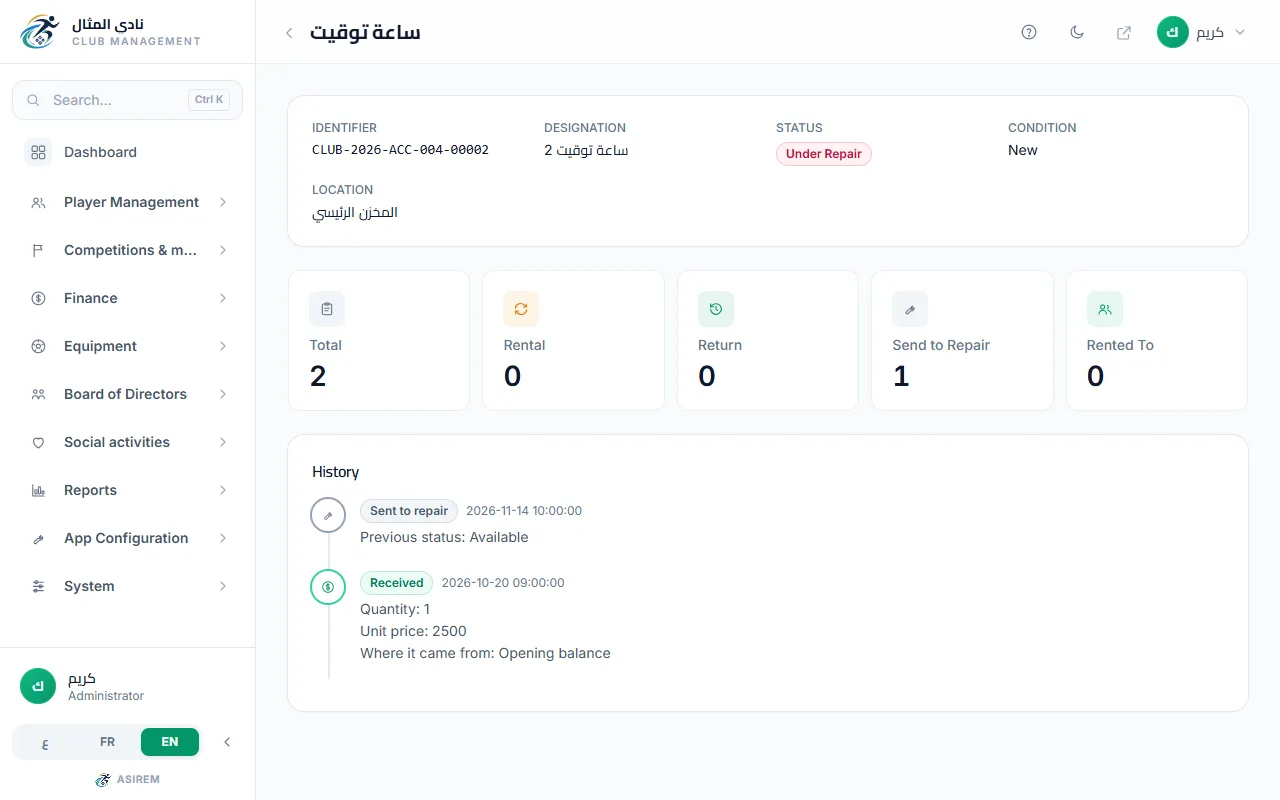 نادي المثال
CLUB MANAGEMENT
Search...
Ctrl K
Dashboard
Player Management
Competitions & m...
Finance
Equipment
Board of Directors
Social activities
Reports
App Configuration
System
ك
كريم
Administrator
ع
FR
EN
ASIREM
ساعة توقيت
ك
كريم
IDENTIFIER
CLUB-2026-ACC-004-00002
DESIGNATION
ساعة توقيت 2
STATUS
Under Repair
CONDITION
New
LOCATION
المخزن الرئيسي
Total
2
Rental
0
Return
0
Send to Repair
1
Rented To
0
History
Sent to repair 2026-11-14 10:00:00
Previous status: Available
Received 2026-10-20 09:00:00
Quantity: 1
Unit price: 2500
Where it came from: Opening balance